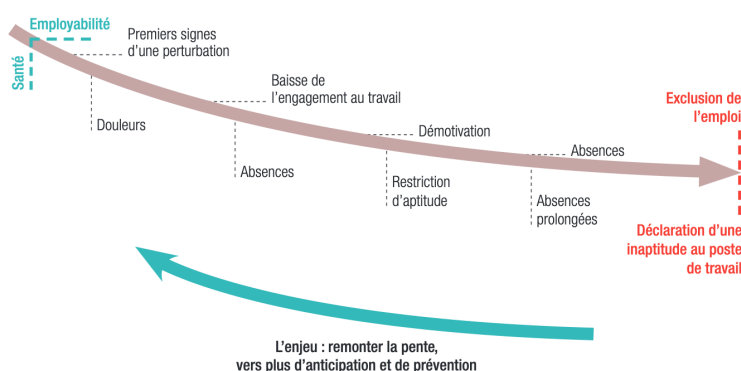 Employabilité
Santé
Premiers signes
d'une perturbation
Douleurs
Baisse de
l'engagement au travail
Absences
Démotivation
Restriction
d'aptitude
Absences
Absences
prolongées
Exclusion de
l'emploi
Déclaration d'une
inaptitude au poste
de travail
L'enjeu : remonter la pente,
vers plus d'anticipation et de prévention